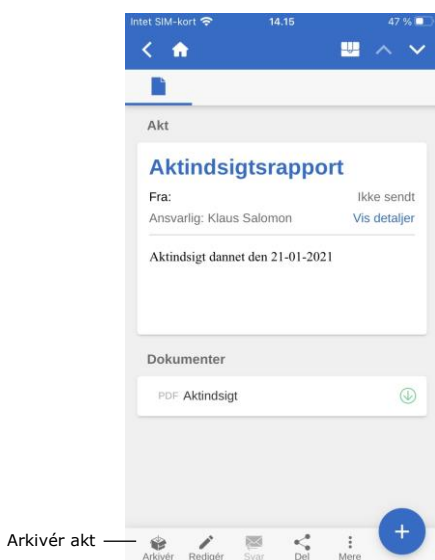 Intet SIM-kort 14.15 47 %
Akt
Aktindsigtsrapport
Fra: Ikke sendt
Ansvarlig: Klaus Salomon Vis detaljer
Aktindsigt dannet den 21-01-2021
Dokumenter
PDF Aktindsigt
Arkivér akt
Arkivér Redigér Svar Del Mere